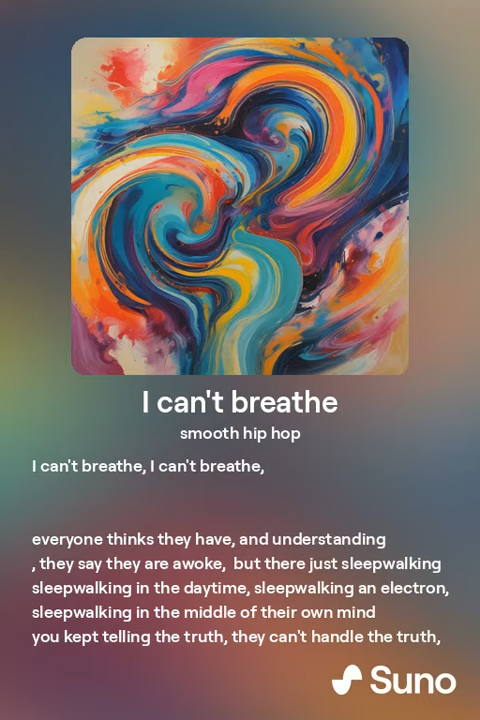 I can't breathe
smooth hip hop
I can't breathe, I can't breathe,
everyone thinks they have, and understanding
, they say they are awoke,  but there just sleepwalking
sleepwalking in the daytime, sleepwalking an electron,
sleepwalking in the middle of their own mind
you kept telling the truth, they can't handle the truth,
Suno